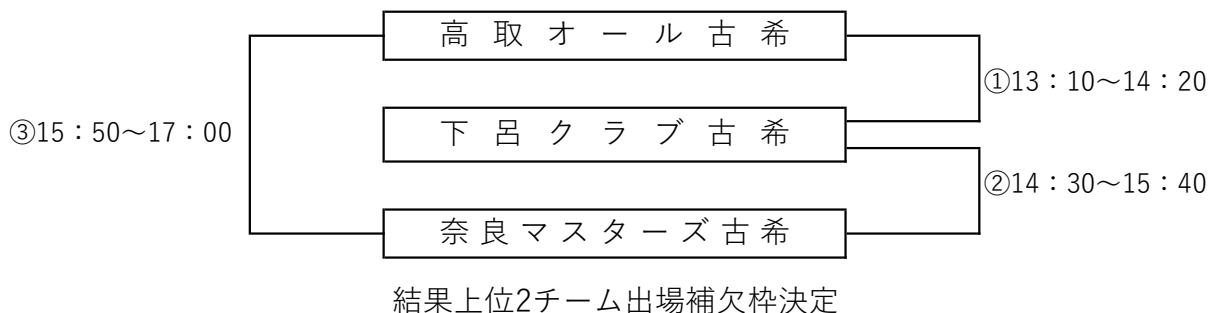 高取オール古希
①13：10～14：20
下呂クラブ古希
③15：50～17：00
②14：30～15：40
奈良マスターズ古希
結果上位2チーム出場補欠枠決定